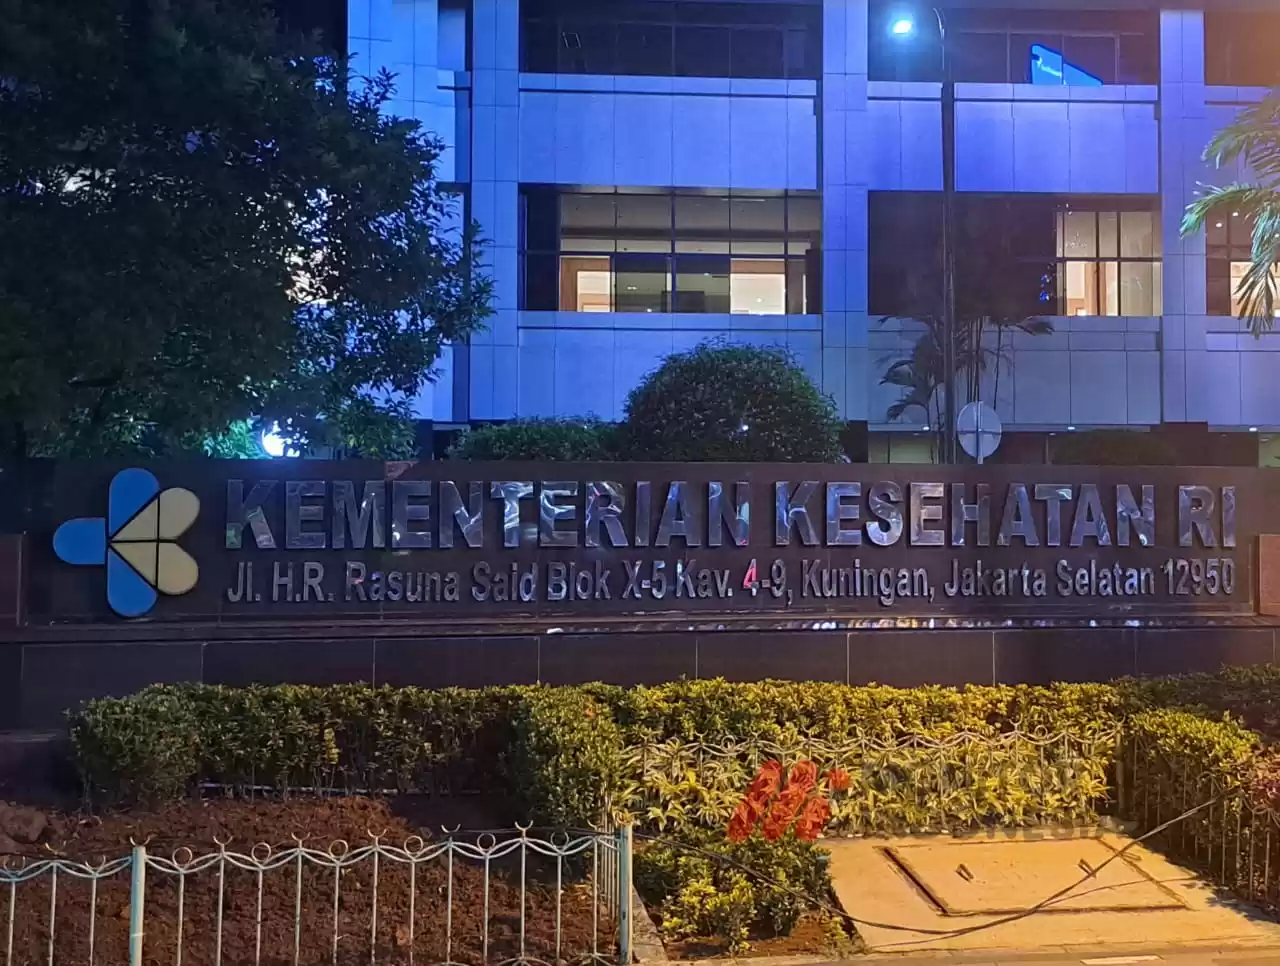 KEMENTERIAN KESEHATAN RI
Jl. H.R. Rasuna Said Blok X-5 Kav. 4-9, Kuningan, Jakarta Selatan 12950